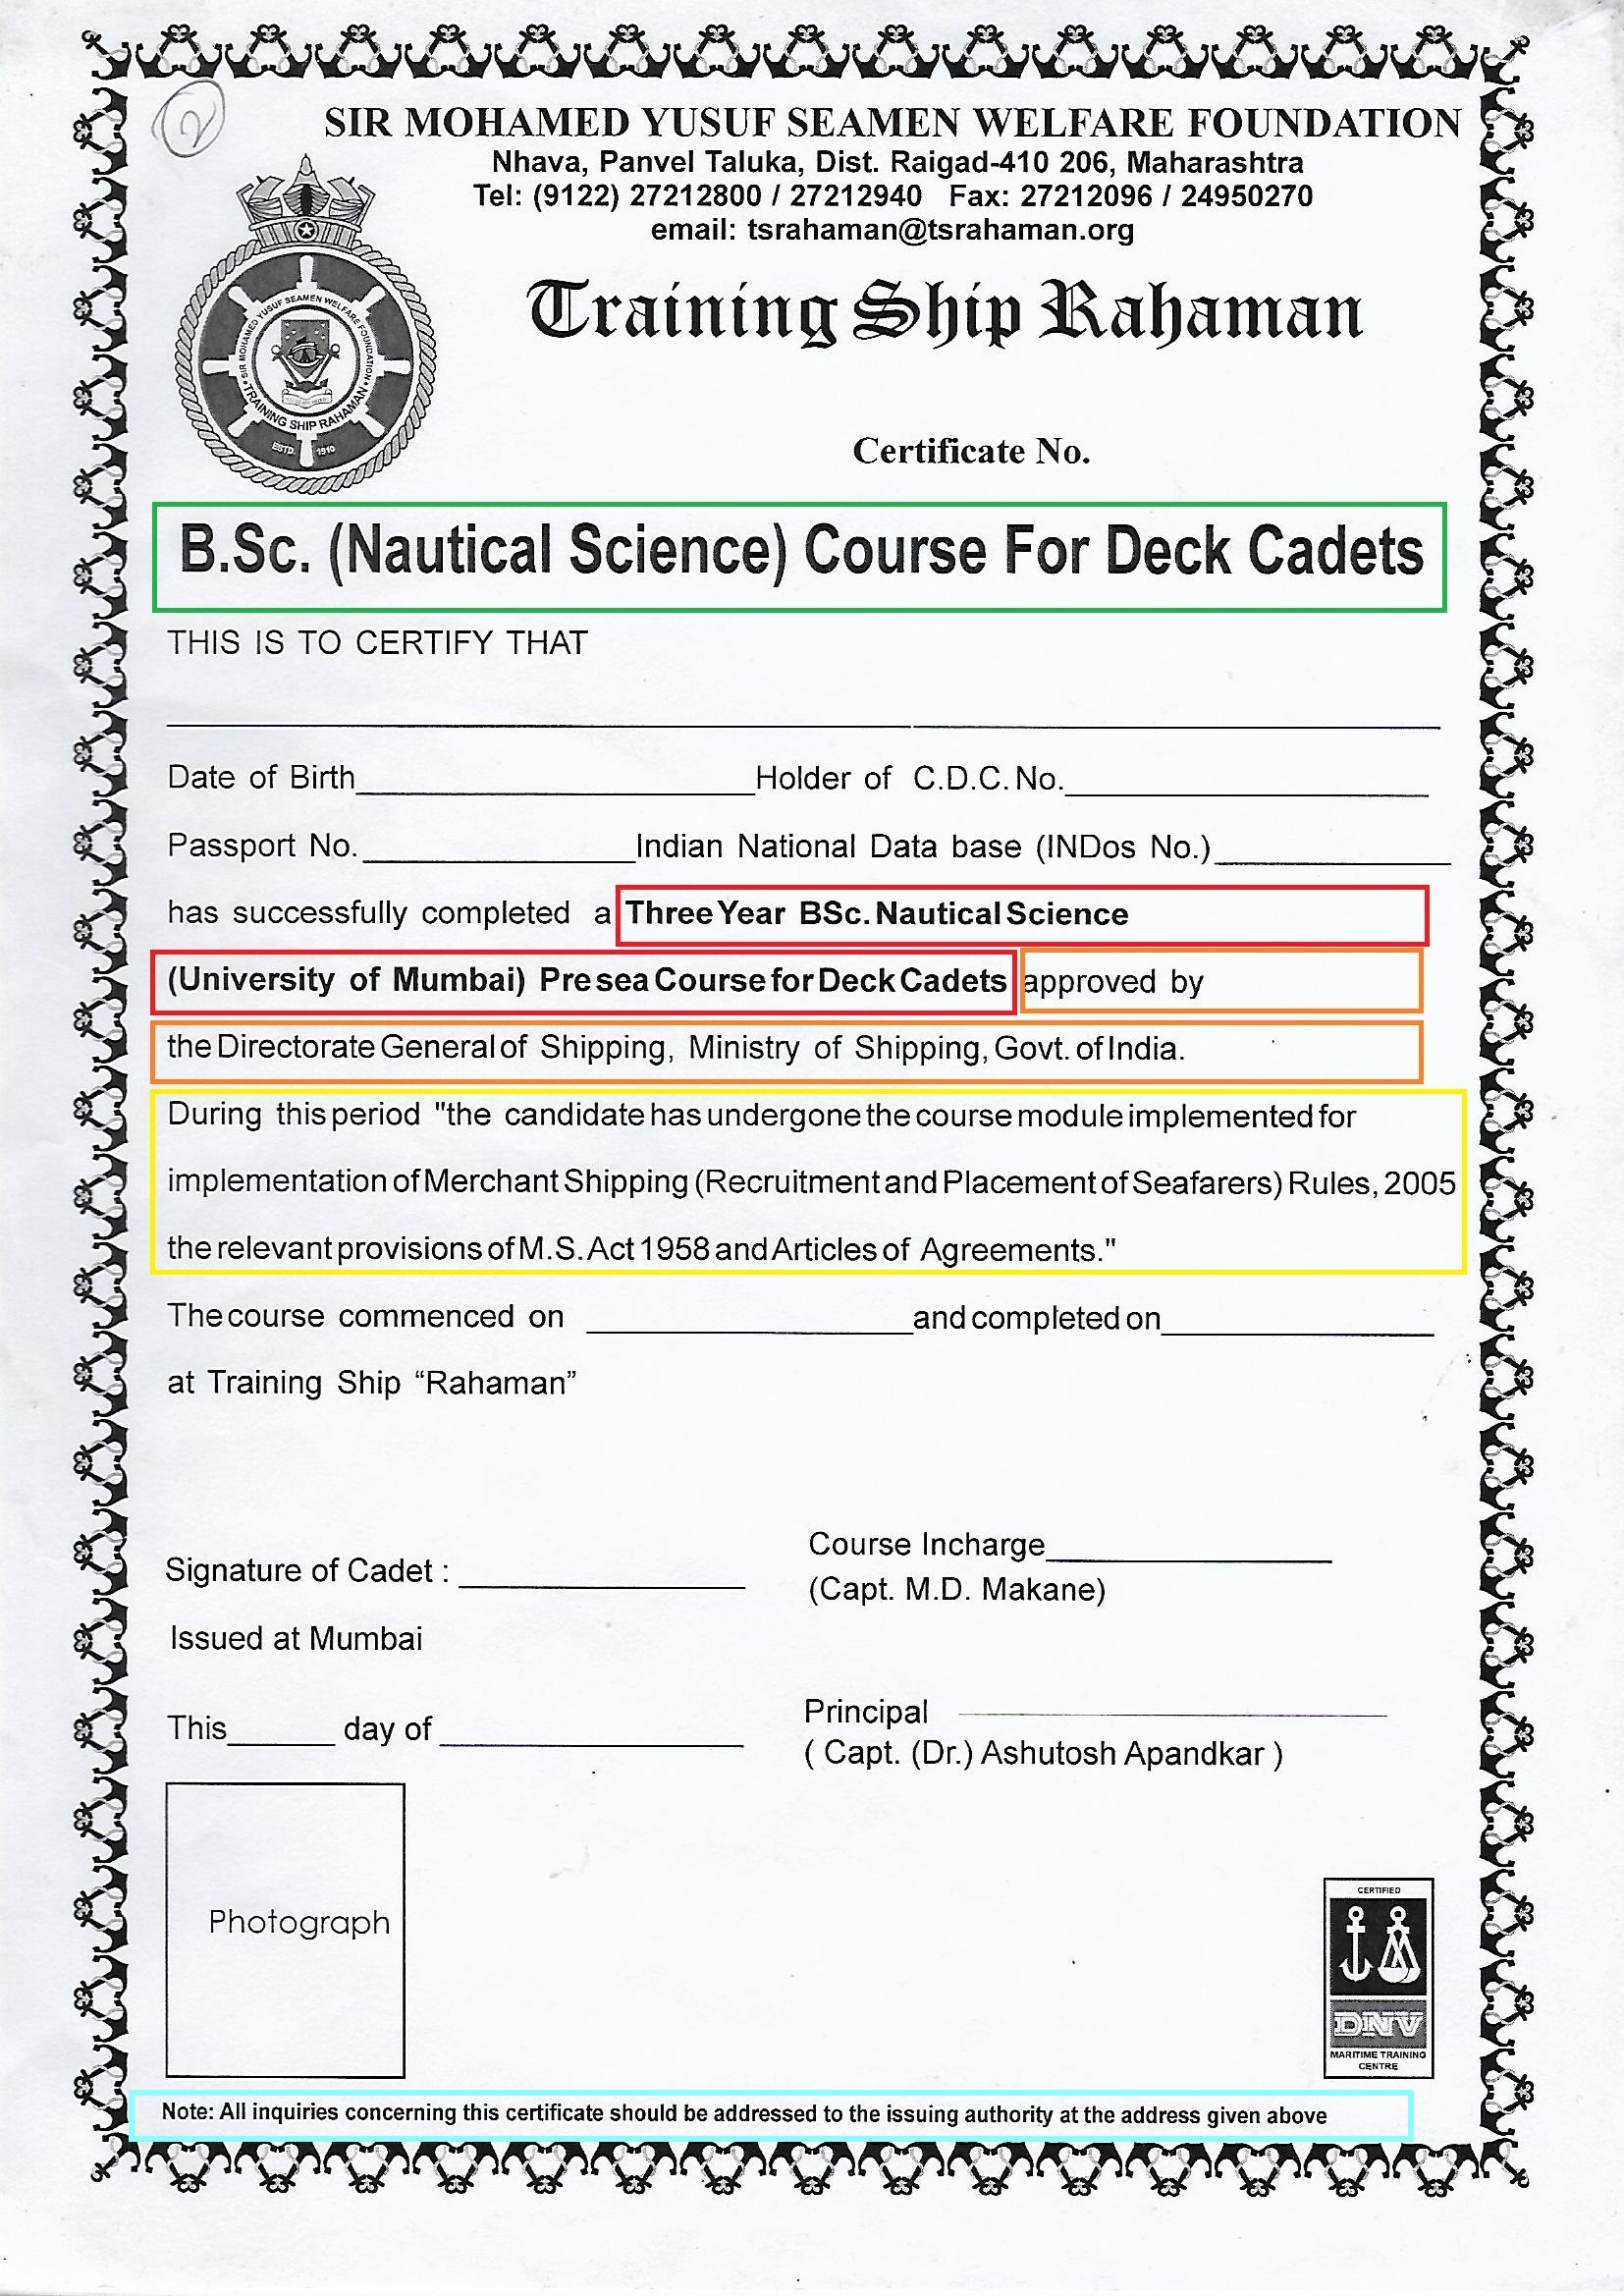 2
SIR MOHAMED YUSUF SEAMEN WELFARE FOUNDATION
Nhava, Panvel Taluka, Dist. Raigad-410 206, Maharashtra
Tel: (9122) 27212800 / 27212940 Fax: 27212096 / 24950270
email: tsrahaman@tsrahaman.org
Training Ship Rahaman
SIR MOHAMED YUSUF SEAMEN WELFARE FOUNDATION
TRAINING SHIP RAHAMAN
ESTD. 1910
Certificate No.
B.Sc. (Nautical Science) Course For Deck Cadets
THIS IS TO CERTIFY THAT
Date of Birth Holder of C.D.C. No.
Passport No. Indian National Data base (INDos No.)
has successfully completed a Three Year BSc. Nautical Science
(University of Mumbai) Pre sea Course for Deck Cadets approved by
the Directorate General of Shipping, Ministry of Shipping, Govt. of India.
During this period "the candidate has undergone the course module implemented for
implementation of Merchant Shipping (Recruitment and Placement of Seafarers) Rules, 2005
the relevant provisions of M.S. Act 1958 and Articles of Agreements."
The course commenced on and completed on
at Training Ship “Rahaman”
Course Incharge
Signature of Cadet :
(Capt. M.D. Makane)
Issued at Mumbai
Principal
This day of
( Capt. (Dr.) Ashutosh Apandkar )
Photograph
CERTIFIED
DNV
MARITIME TRAINING
CENTRE
Note: All inquiries concerning this certificate should be addressed to the issuing authority at the address given above